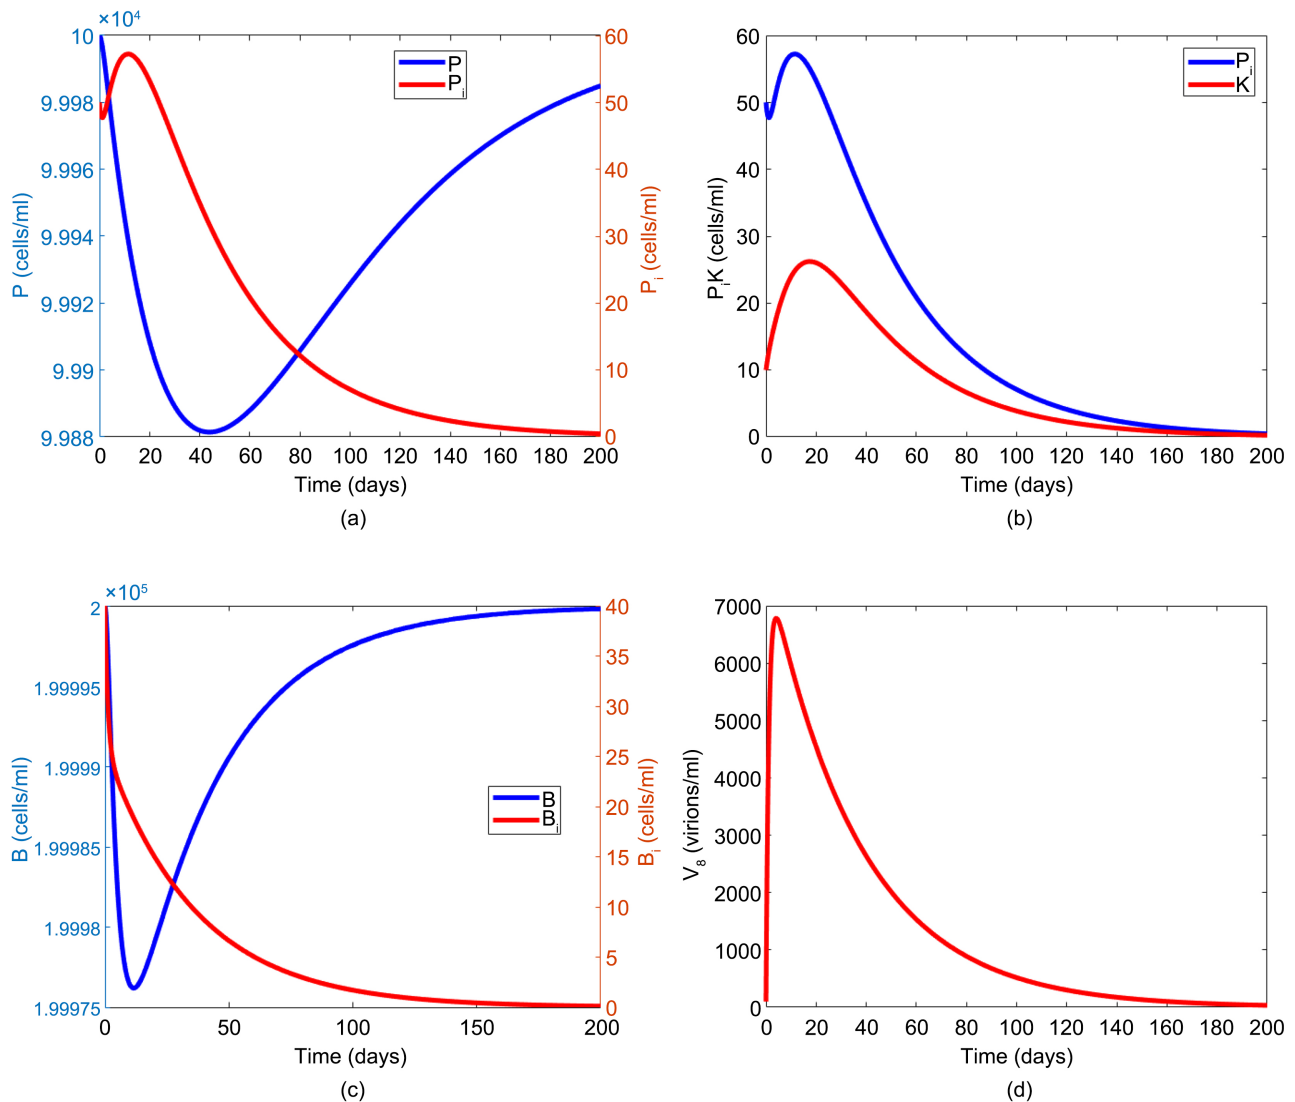 ×10⁴
10
9.998
9.996
9.994
9.992
9.99
9.988
P (cells/ml)
60
50
40
30
20
10
0
Pᵢ (cells/ml)
P
Pᵢ
0 20 40 60 80 100 120 140 160 180 200
Time (days)
(a)
60
50
40
30
20
10
0
PᵢK (cells/ml)
Pᵢ
K
0 20 40 60 80 100 120 140 160 180 200
Time (days)
(b)
×10⁵
2
1.99995
1.9999
1.99985
1.9998
1.99975
B (cells/ml)
40
35
30
25
20
15
10
5
0
Bᵢ (cells/ml)
B
Bᵢ
0 50 100 150 200
Time (days)
(c)
7000
6000
5000
4000
3000
2000
1000
0
V₈ (virions/ml)
0 20 40 60 80 100 120 140 160 180 200
Time (days)
(d)